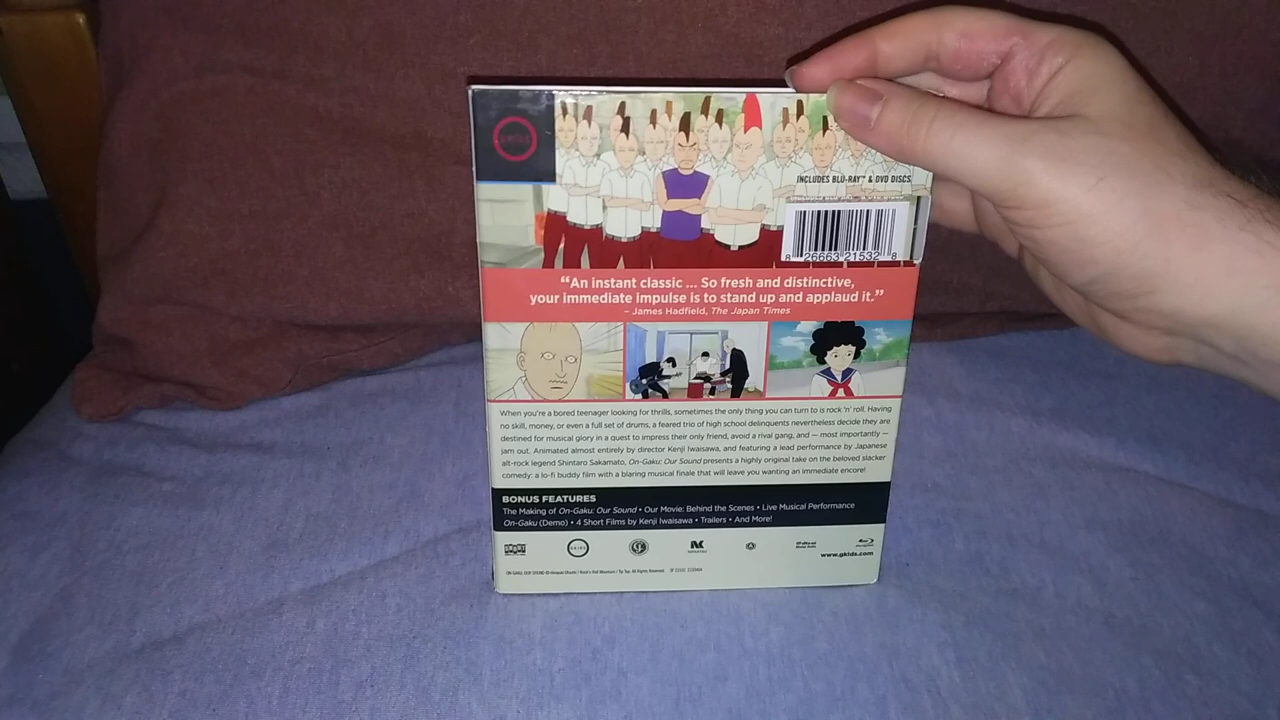 GKIDS
INCLUDES BLU-RAY™ & DVD DISCS
8 26663 21532 8
“An instant classic ... So fresh and distinctive,
your immediate impulse is to stand up and applaud it.”
– James Hadfield, The Japan Times
When you're a bored teenager looking for thrills, sometimes the only thing you can turn to is rock 'n' roll. Having
no skill, money, or even a full set of drums, a feared trio of high school delinquents nevertheless decide they are
destined for musical glory in a quest to impress their only friend, avoid a rival gang, and — most importantly —
jam out. Animated almost entirely by director Kenji Iwaisawa, and featuring a lead performance by Japanese
alt-rock legend Shintaro Sakamoto, On-Gaku: Our Sound presents a highly original take on the beloved slacker
comedy: a lo-fi buddy film with a blaring musical finale that will leave you wanting an immediate encore!
BONUS FEATURES
The Making of On-Gaku: Our Sound • Our Movie: Behind the Scenes • Live Musical Performance
On-Gaku (Demo) • 4 Short Films by Kenji Iwaisawa • Trailers • And More!
www.gkids.com